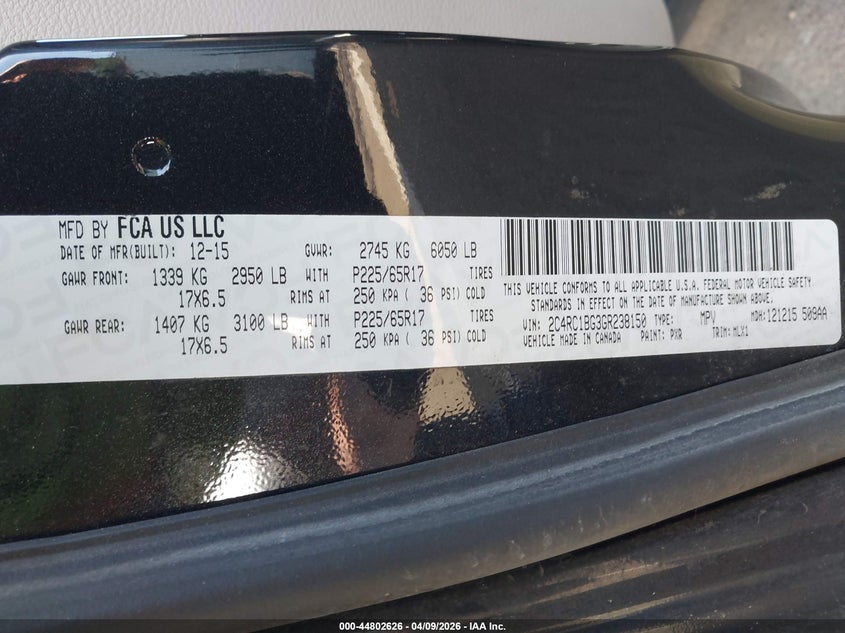 MFD BY FCA US LLC
DATE OF MFR(BUILT): 12-15 GVWR: 2745 KG 6050 LB
GAWR FRONT: 1339 KG 2950 LB WITH P225/65R17 TIRES
17X6.5 RIMS AT 250 KPA ( 36 PSI) COLD
GAWR REAR: 1407 KG 3100 LB WITH P225/65R17 TIRES
17X6.5 RIMS AT 250 KPA ( 36 PSI) COLD
THIS VEHICLE CONFORMS TO ALL APPLICABLE U.S.A. FEDERAL MOTOR VEHICLE SAFETY
STANDARDS IN EFFECT ON THE DATE OF MANUFACTURE SHOWN ABOVE.
VIN: 2C4RC1BG3GR238150 TYPE: MPV MDH:121215 509AA
VEHICLE MADE IN CANADA PAINT: PXR TRIM: MLX1
000-44802626 - 04/09/2026 - IAA Inc.